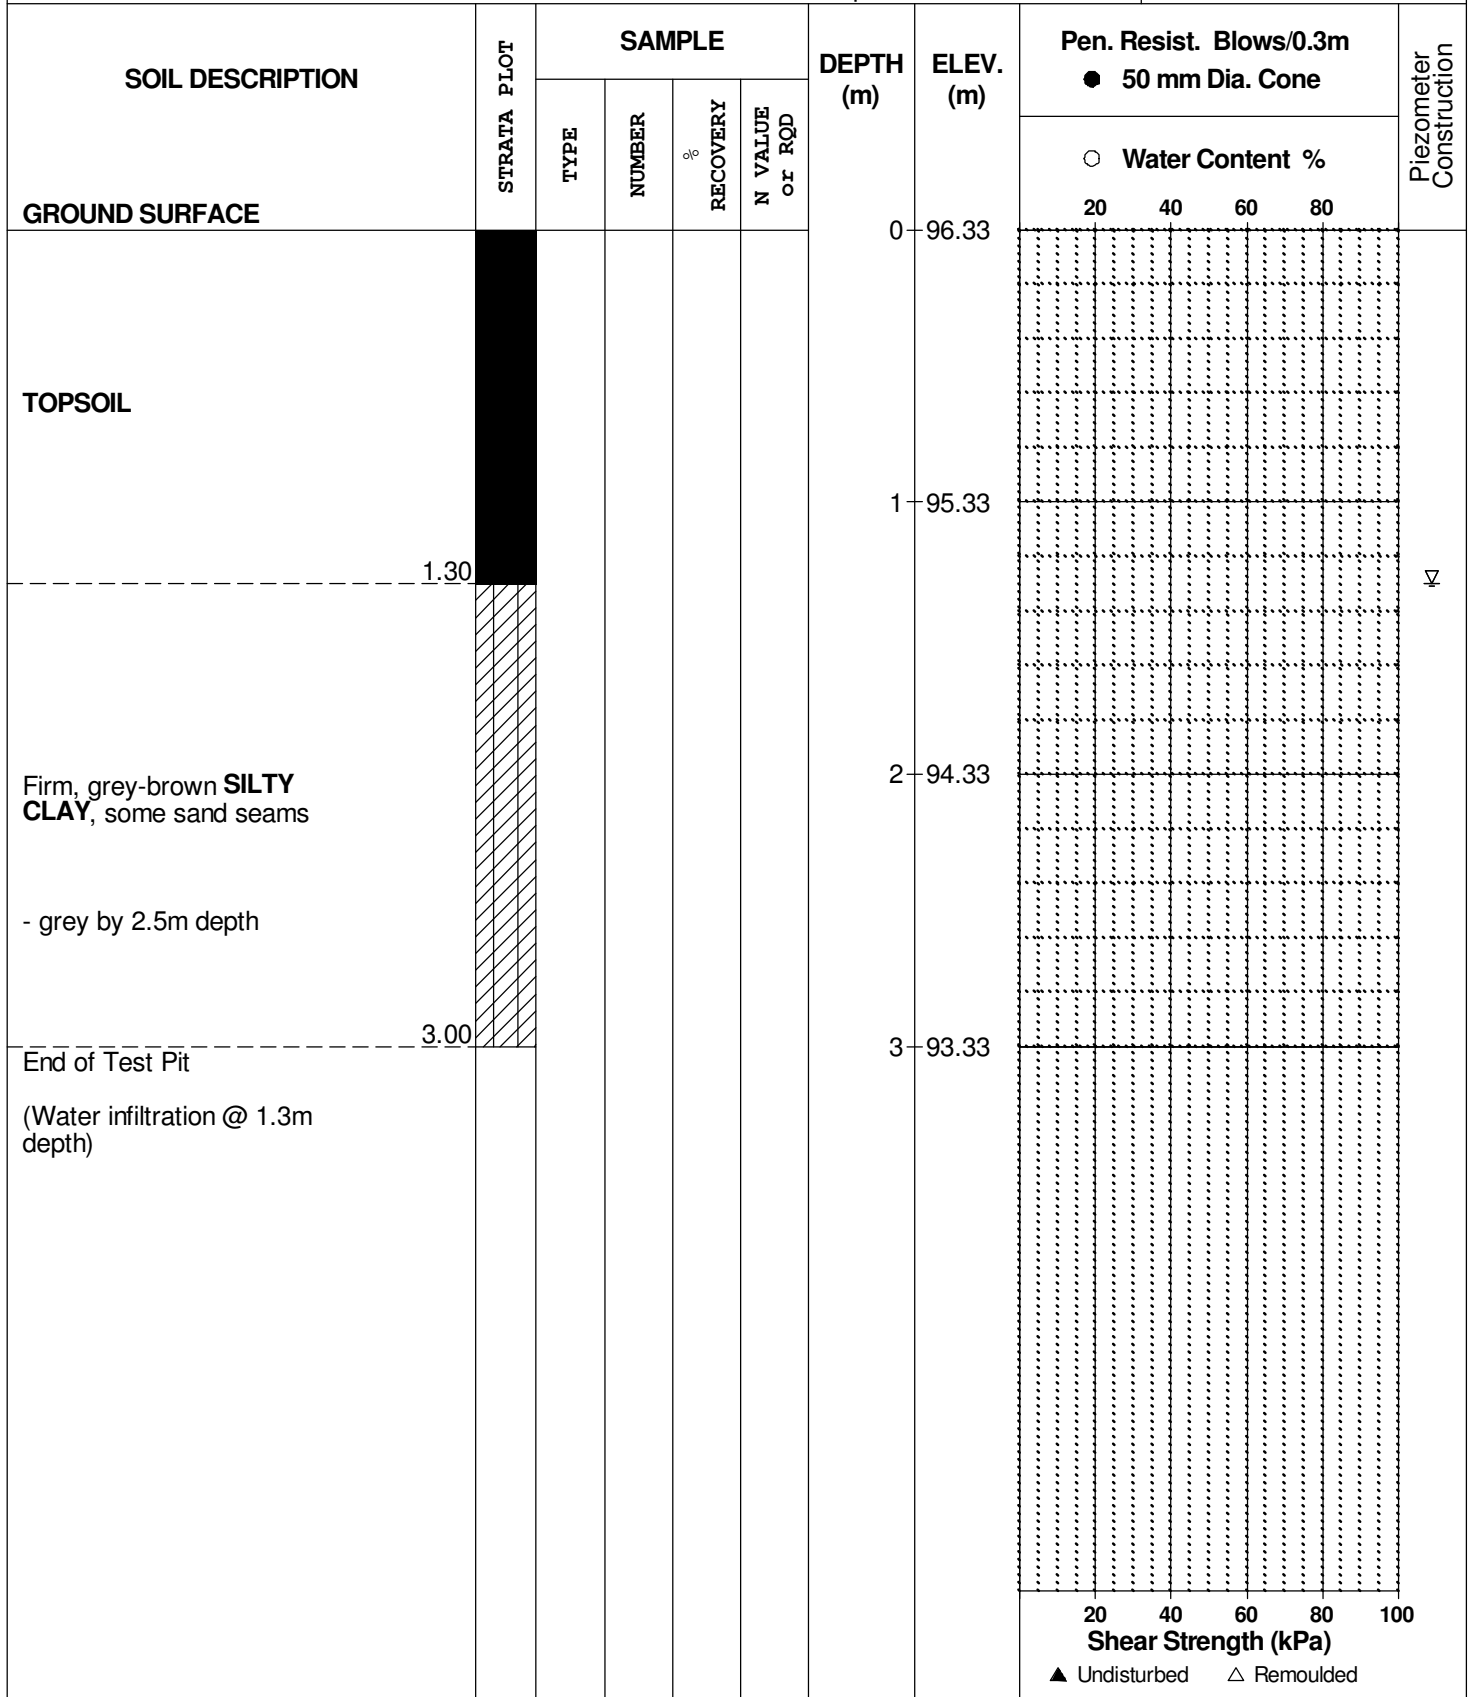 SOIL DESCRIPTION
GROUND SURFACE
STRATA PLOT
SAMPLE
TYPE
NUMBER
%
RECOVERY
N VALUE
or RQD
DEPTH
(m)
ELEV.
(m)
Pen. Resist. Blows/0.3m
● 50 mm Dia. Cone
○ Water Content %
20 40 60 80
Piezometer
Construction
0 96.33
TOPSOIL
1 95.33
1.30
2 94.33
Firm, grey-brown SILTY
CLAY, some sand seams
- grey by 2.5m depth
3.00
3 93.33
End of Test Pit
(Water infiltration @ 1.3m
depth)
20 40 60 80 100
Shear Strength (kPa)
▲ Undisturbed △ Remoulded